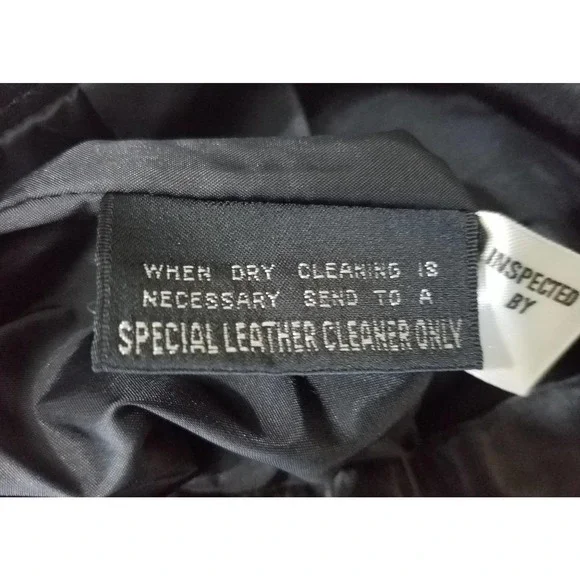 WHEN DRY CLEANING IS
NECESSARY SEND TO A
SPECIAL LEATHER CLEANER ONLY
INSPECTED
BY